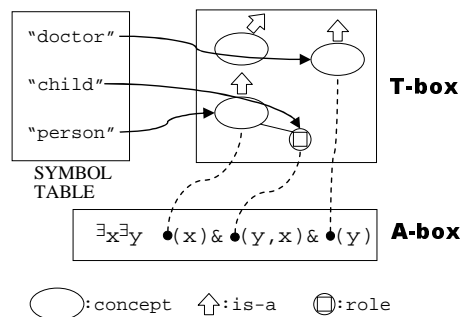 “doctor”
“child”
“person”
SYMBOL
TABLE
T-box
∃x∃y •(x)& •(y,x)& •(y)
A-box
:concept
:is-a
:role